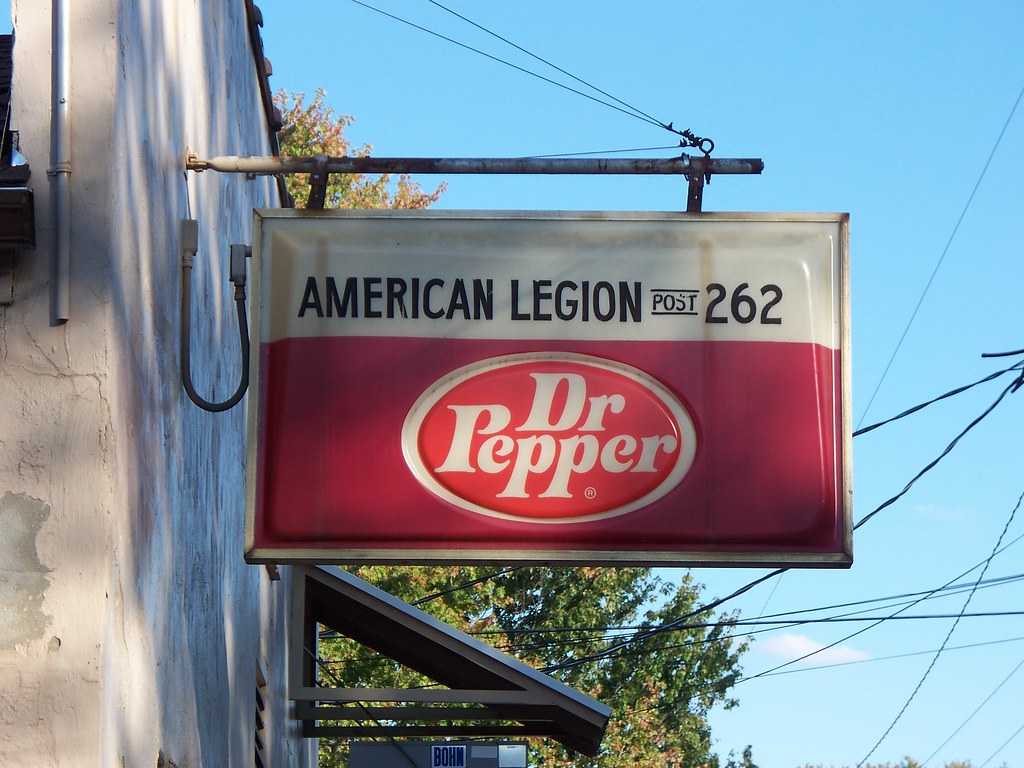 AMERICAN LEGION POST 262
Dr
Pepper
®
BOHN